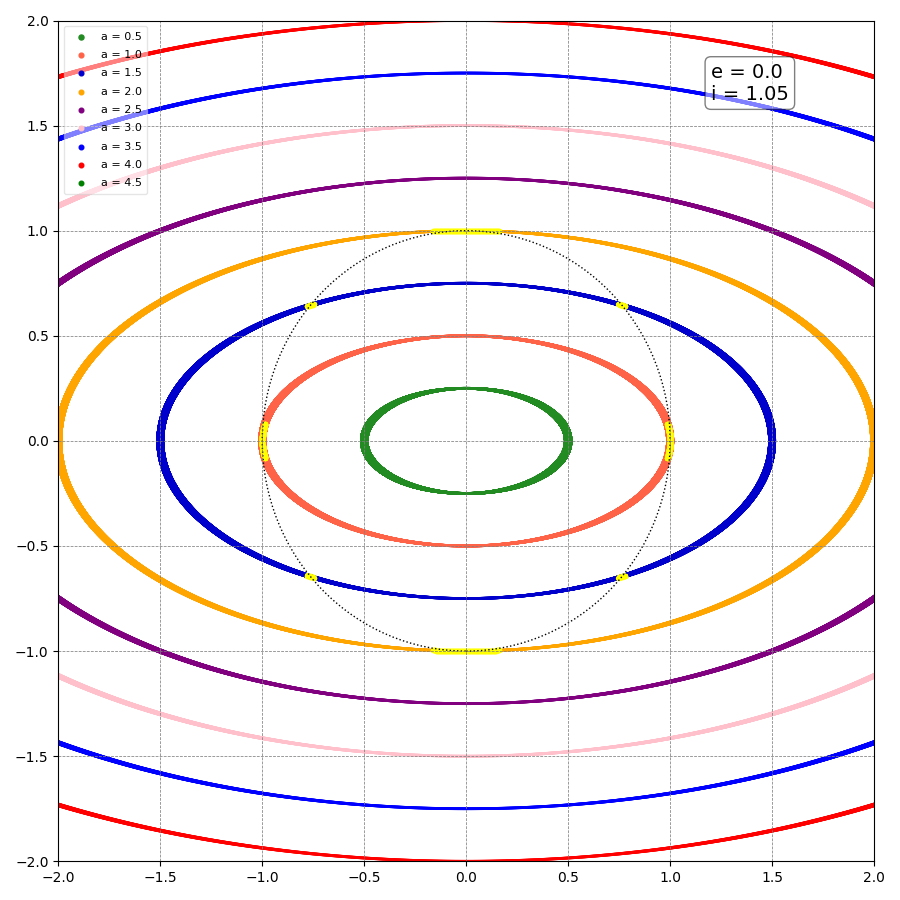 2.0
1.5
1.0
0.5
0.0
−0.5
−1.0
−1.5
−2.0
a = 0.5
a = 1.0
a = 1.5
a = 2.0
a = 2.5
a = 3.0
a = 3.5
a = 4.0
a = 4.5
e = 0.0
i = 1.05
−2.0 −1.5 −1.0 −0.5 0.0 0.5 1.0 1.5 2.0